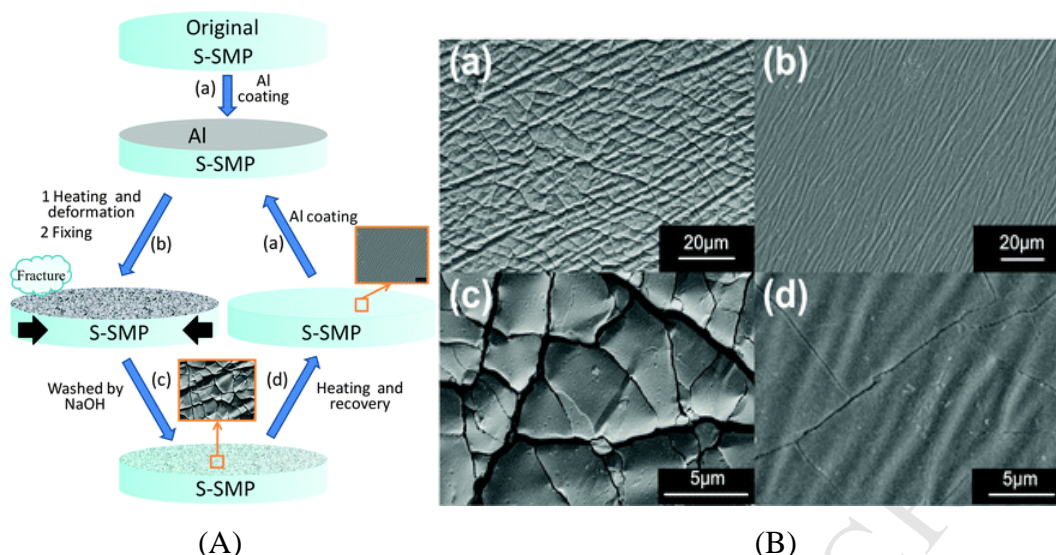 Original
S-SMP
(a)
Al
coating
Al
S-SMP
1 Heating and
deformation
2 Fixing
(b)
Al coating
(a)
Fracture
S-SMP
S-SMP
Washed by
NaOH
(c)
(d)
Heating and
recovery
S-SMP
(A)
(a)
20μm
(b)
20μm
(c)
5μm
(d)
5μm
(B)